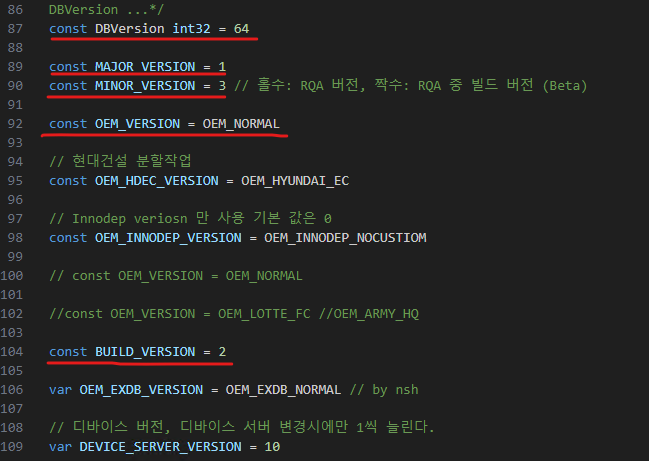 86 DBVersion ...*/
87 const DBVersion int32 = 64
88
89 const MAJOR_VERSION = 1
90 const MINOR_VERSION = 3 // 홀수: RQA 버전, 짝수: RQA 중 빌드 버전 (Beta)
91
92 const OEM_VERSION = OEM_NORMAL
93
94 // 현대건설 분할작업
95 const OEM_HDEC_VERSION = OEM_HYUNDAI_EC
96
97 // Innodep veriosn 만 사용 기본 값은 0
98 const OEM_INNODEP_VERSION = OEM_INNODEP_NOCUSTIOM
99
100 // const OEM_VERSION = OEM_NORMAL
101
102 //const OEM_VERSION = OEM_LOTTE_FC //OEM_ARMY_HQ
103
104 const BUILD_VERSION = 2
105
106 var OEM_EXDB_VERSION = OEM_EXDB_NORMAL // by nsh
107
108 // 디바이스 버전, 디바이스 서버 변경시에만 1씩 늘린다.
109 var DEVICE_SERVER_VERSION = 10